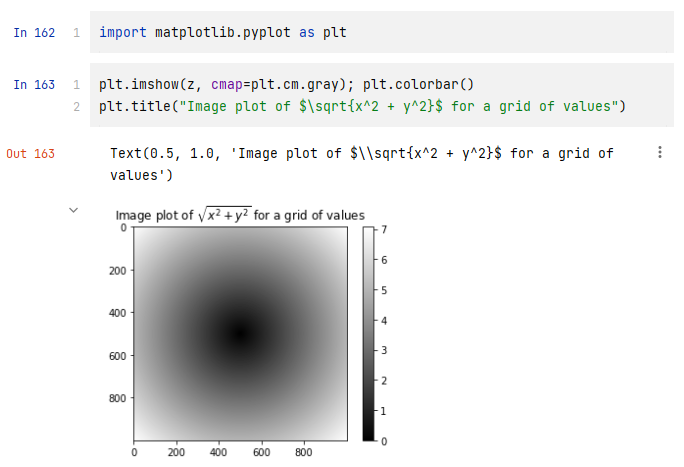 In 162 1 import matplotlib.pyplot as plt
In 163 1 plt.imshow(z, cmap=plt.cm.gray); plt.colorbar()
2 plt.title("Image plot of $\sqrt{x^2 + y^2}$ for a grid of values")
Out 163 Text(0.5, 1.0, 'Image plot of $\\sqrt{x^2 + y^2}$ for a grid of
values')
Image plot of √x² + y² for a grid of values
0
200
400
600
800
0 200 400 600 800
7
6
5
4
3
2
1
0